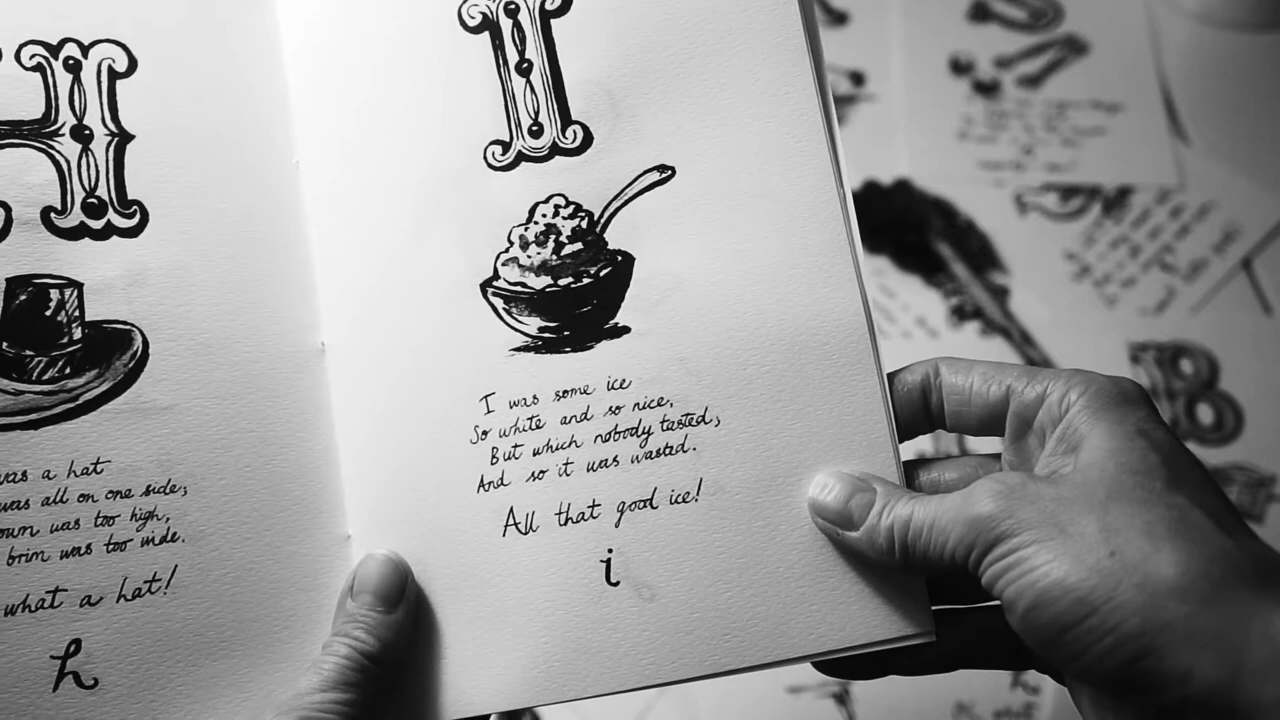 H
was a hat
was all on one side;
was too high,
brim was too wide.
what a hat!
h
I
I was some ice
So white and so nice,
But which nobody tasted;
And so it was wasted.
All that good ice!
i